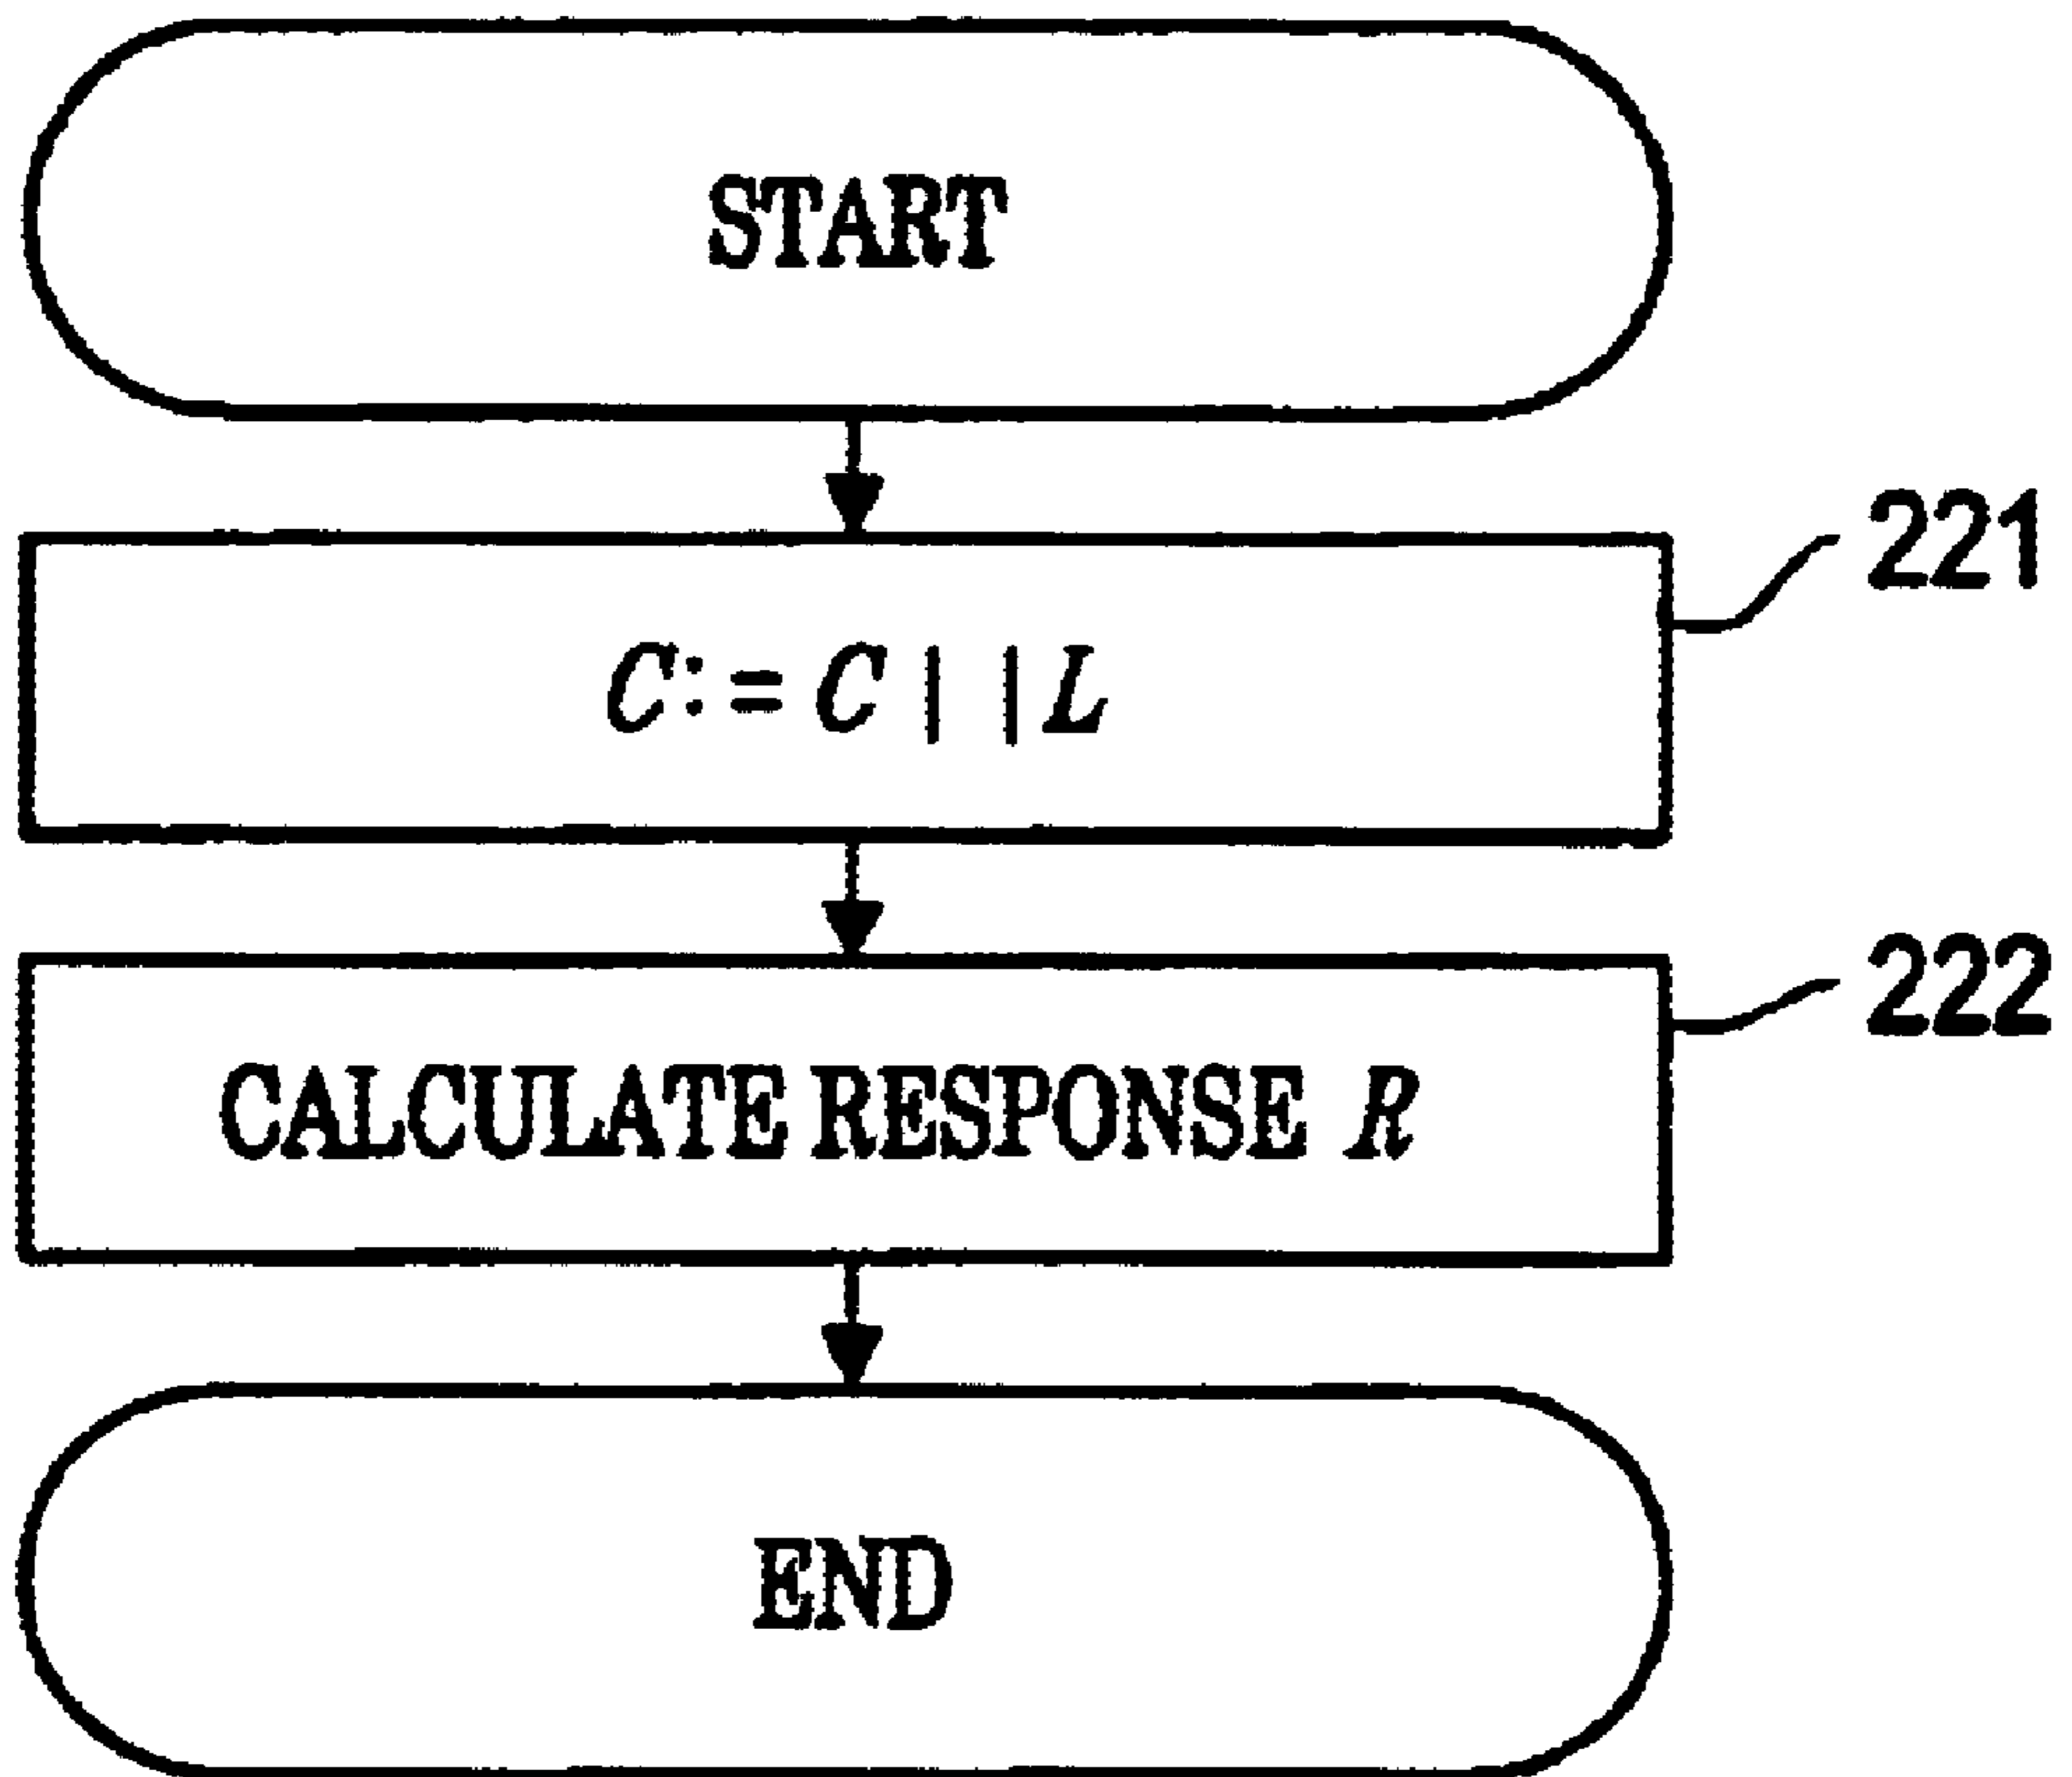 START
221
C:= C | | L
222
CALCULATE RESPONSE R
END